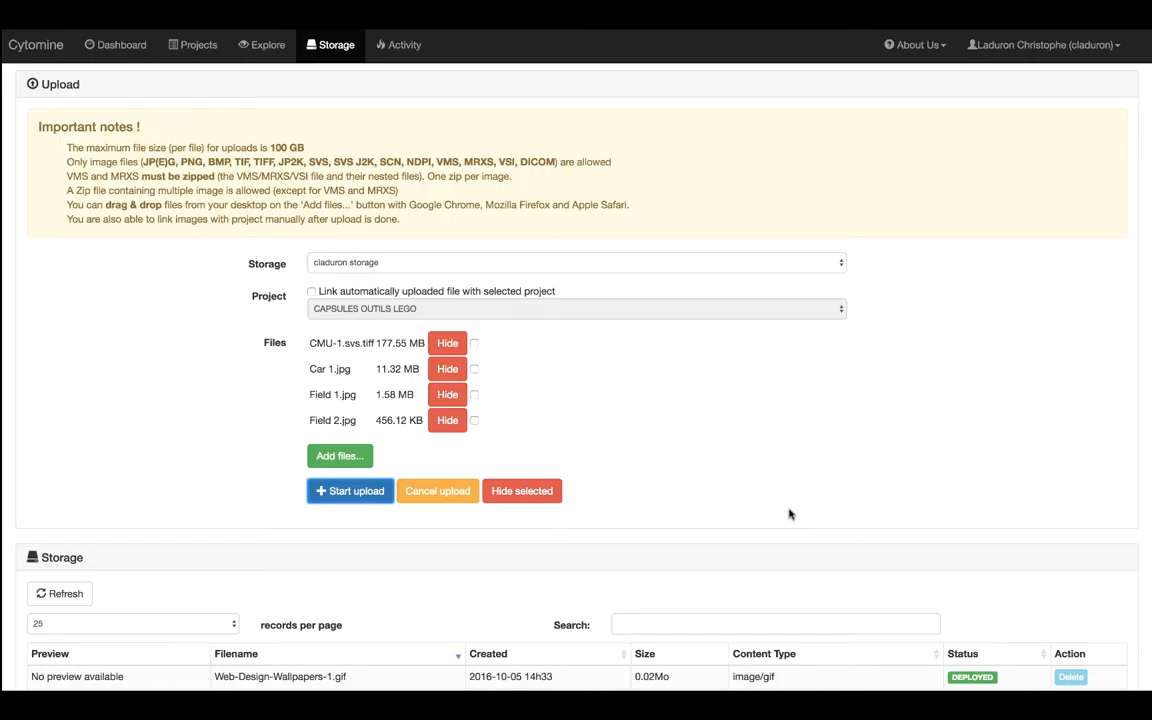 Cytomine Dashboard Projects Explore Storage Activity About Us Laduron Christophe (claduron)
Upload
Important notes !
The maximum file size (per file) for uploads is 100 GB
Only image files (JP(E)G, PNG, BMP, TIF, TIFF, JP2K, SVS, SVS J2K, SCN, NDPI, VMS, MRXS, VSI, DICOM) are allowed
VMS and MRXS must be zipped (the VMS/MRXS/VSI file and their nested files). One zip per image.
A Zip file containing multiple image is allowed (except for VMS and MRXS)
You can drag & drop files from your desktop on the 'Add files...' button with Google Chrome, Mozilla Firefox and Apple Safari.
You are also able to link images with project manually after upload is done.
Storage claduron storage
Project Link automatically uploaded file with selected project
CAPSULES OUTILS LEGO
Files CMU-1.svs.tiff 177.55 MB Hide
Car 1.jpg 11.32 MB Hide
Field 1.jpg 1.58 MB Hide
Field 2.jpg 456.12 KB Hide
Add files...
Start upload Cancel upload Hide selected
Storage
Refresh
25 records per page Search:
Preview Filename Created Size Content Type Status Action
No preview available Web-Design-Wallpapers-1.gif 2016-10-05 14h33 0.02Mo image/gif DEPLOYED Delete